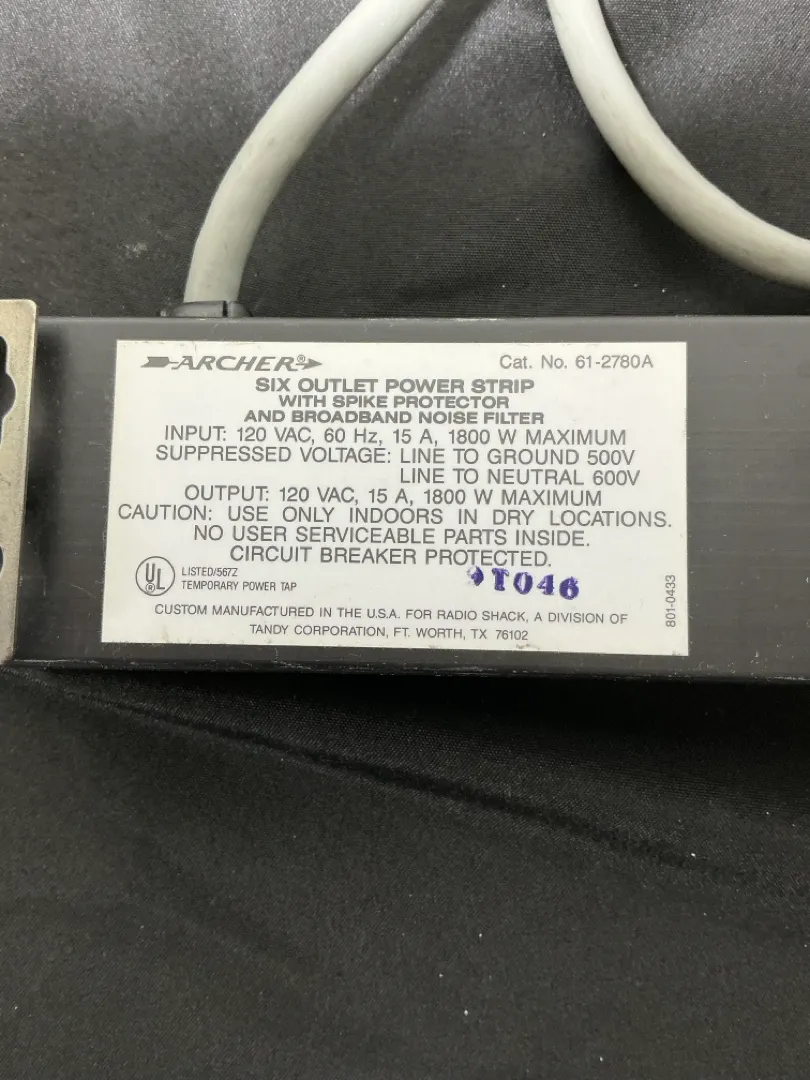 ARCHER®
Cat. No. 61-2780A
SIX OUTLET POWER STRIP
WITH SPIKE PROTECTOR
AND BROADBAND NOISE FILTER
INPUT: 120 VAC, 60 Hz, 15 A, 1800 W MAXIMUM
SUPPRESSED VOLTAGE: LINE TO GROUND 500V
LINE TO NEUTRAL 600V
OUTPUT: 120 VAC, 15 A, 1800 W MAXIMUM
CAUTION: USE ONLY INDOORS IN DRY LOCATIONS.
NO USER SERVICEABLE PARTS INSIDE.
CIRCUIT BREAKER PROTECTED.
UL®
LISTED/567Z
TEMPORARY POWER TAP
9T046
801-0433
CUSTOM MANUFACTURED IN THE U.S.A. FOR RADIO SHACK, A DIVISION OF
TANDY CORPORATION, FT. WORTH, TX 76102